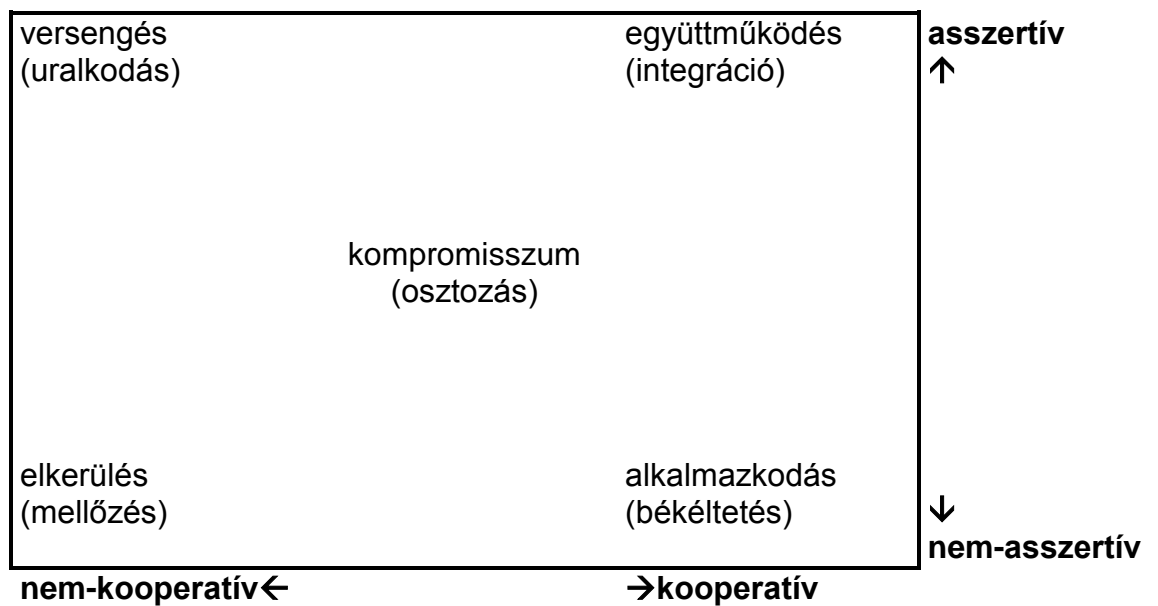 versengés együttműködés asszertív
(uralkodás) (integráció) ↑
kompromisszum
(osztozás)
elkerülés alkalmazkodás
(mellőzés) (békéltetés) ↓
nem-asszertív
nem-kooperatív← →kooperatív